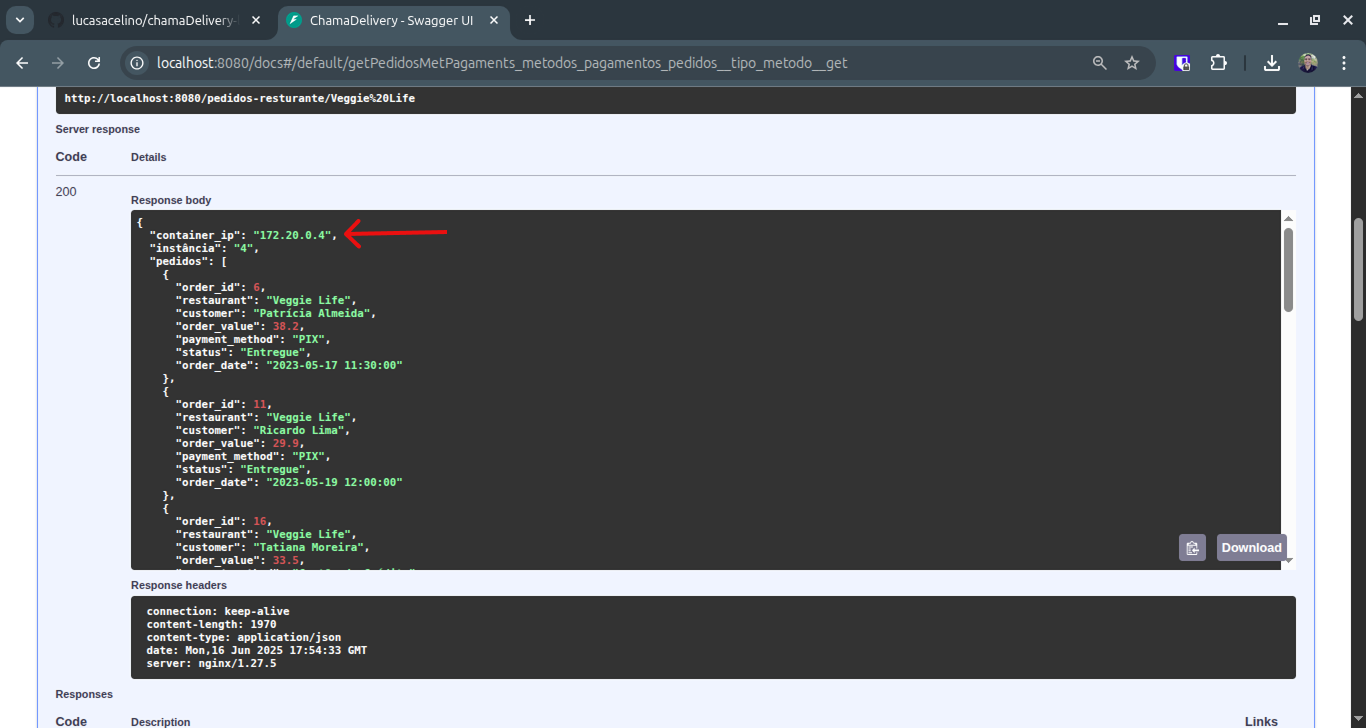 lucasacelino/chamaDelivery-
ChamaDelivery - Swagger UI
localhost:8080/docs#/default/getPedidosMetPagaments_metodos_pagamentos_pedidos__tipo_metodo__get
http://localhost:8080/pedidos-resturante/Veggie%20Life
Server response
Code Details
200
Response body
{
"container_ip": "172.20.0.4",
"instância": "4",
"pedidos": [
{
"order_id": 6,
"restaurant": "Veggie Life",
"customer": "Patrícia Almeida",
"order_value": 38.2,
"payment_method": "PIX",
"status": "Entregue",
"order_date": "2023-05-17 11:30:00"
},
{
"order_id": 11,
"restaurant": "Veggie Life",
"customer": "Ricardo Lima",
"order_value": 29.9,
"payment_method": "PIX",
"status": "Entregue",
"order_date": "2023-05-19 12:00:00"
},
{
"order_id": 16,
"restaurant": "Veggie Life",
"customer": "Tatiana Moreira",
"order_value": 33.5,
Download
Response headers
connection: keep-alive
content-length: 1970
content-type: application/json
date: Mon,16 Jun 2025 17:54:33 GMT
server: nginx/1.27.5
Responses
Code Description Links